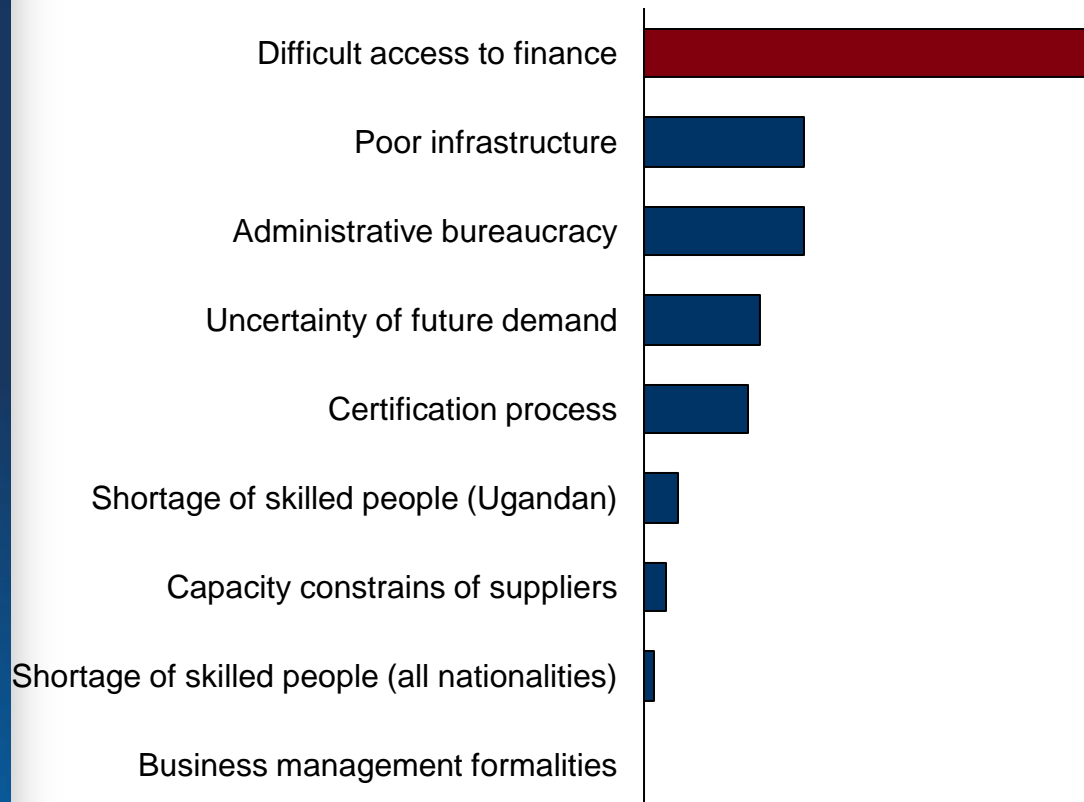 Difficult access to finance
Poor infrastructure
Administrative bureaucracy
Uncertainty of future demand
Certification process
Shortage of skilled people (Ugandan)
Capacity constrains of suppliers
Shortage of skilled people (all nationalities)
Business management formalities